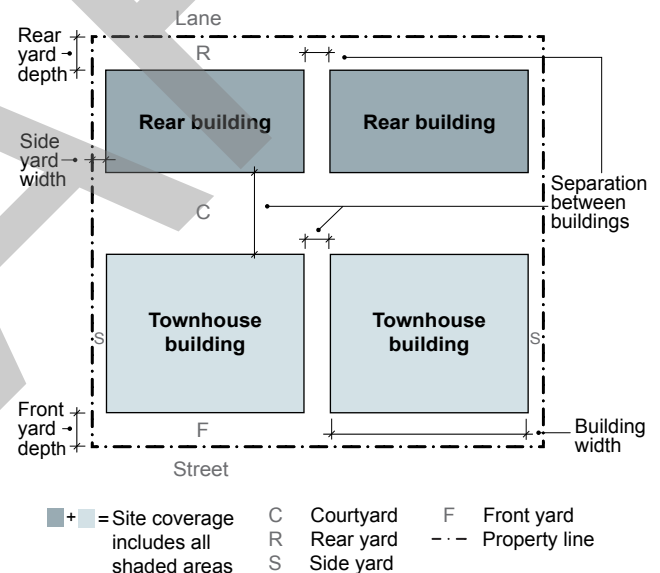 Lane
Rear
yard
depth
R
Rear building
Rear building
Side
yard
width
Separation
between
buildings
C
Townhouse
building
Townhouse
building
S
S
Front
yard
depth
F
Building
width
Street
+ = Site coverage
includes all
shaded areas
C Courtyard
R Rear yard
S Side yard
F Front yard
Property line